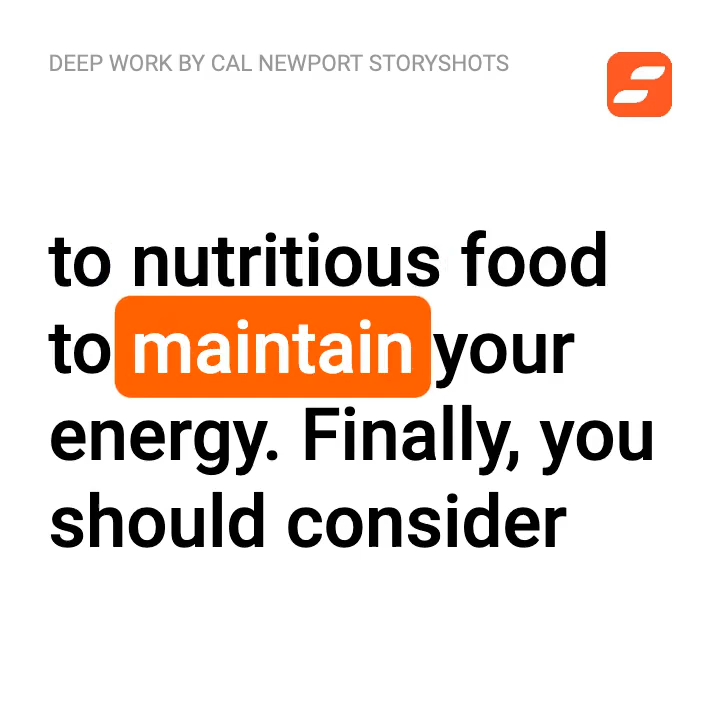 DEEP WORK BY CAL NEWPORT STORYSHOTS
to nutritious food
to maintain your
energy. Finally, you
should consider